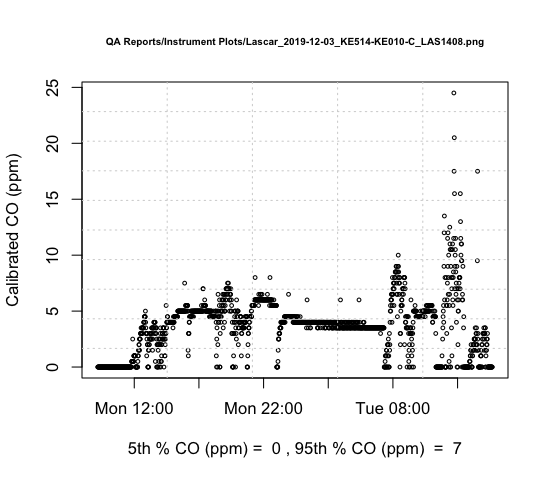 QA Reports/Instrument Plots/Lascar_2019-12-03_KE514-KE010-C_LAS1408.png
25
20
15
10
5
0
Calibrated CO (ppm)
Mon 12:00 Mon 22:00 Tue 08:00
5th % CO (ppm) = 0 , 95th % CO (ppm) = 7